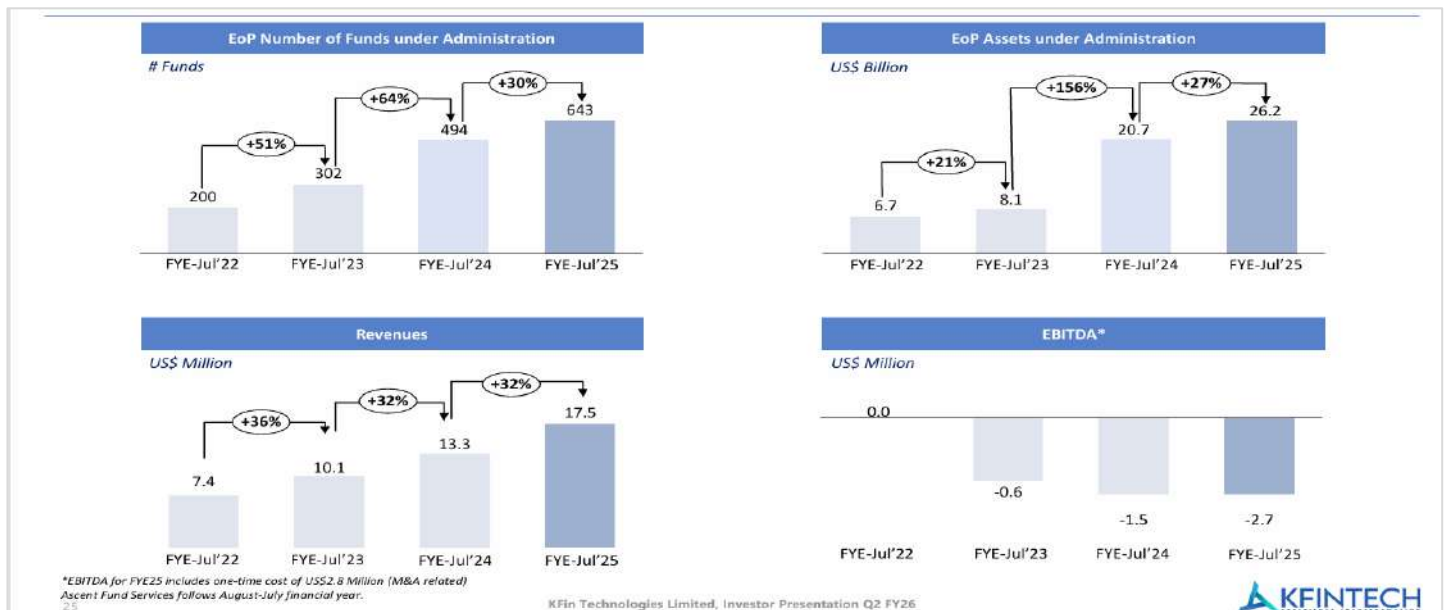 EoP Number of Funds under Administration
# Funds
+51%
+64%
+30%
200
302
494
643
FYE-Jul'22 FYE-Jul'23 FYE-Jul'24 FYE-Jul'25
EoP Assets under Administration
US$ Billion
+21%
+156%
+27%
6.7
8.1
20.7
26.2
FYE-Jul'22 FYE-Jul'23 FYE-Jul'24 FYE-Jul'25
Revenues
US$ Million
+36%
+32%
+32%
7.4
10.1
13.3
17.5
FYE-Jul'22 FYE-Jul'23 FYE-Jul'24 FYE-Jul'25
EBITDA*
US$ Million
0.0
-0.6
-1.5
-2.7
FYE-Jul'22 FYE-Jul'23 FYE-Jul'24 FYE-Jul'25
*EBITDA for FYE25 includes one-time cost of US$2.8 Million (M&A related)
Ascent Fund Services follows August-July financial year.
25
KFin Technologies Limited, Investor Presentation Q2 FY26
KFINTECH